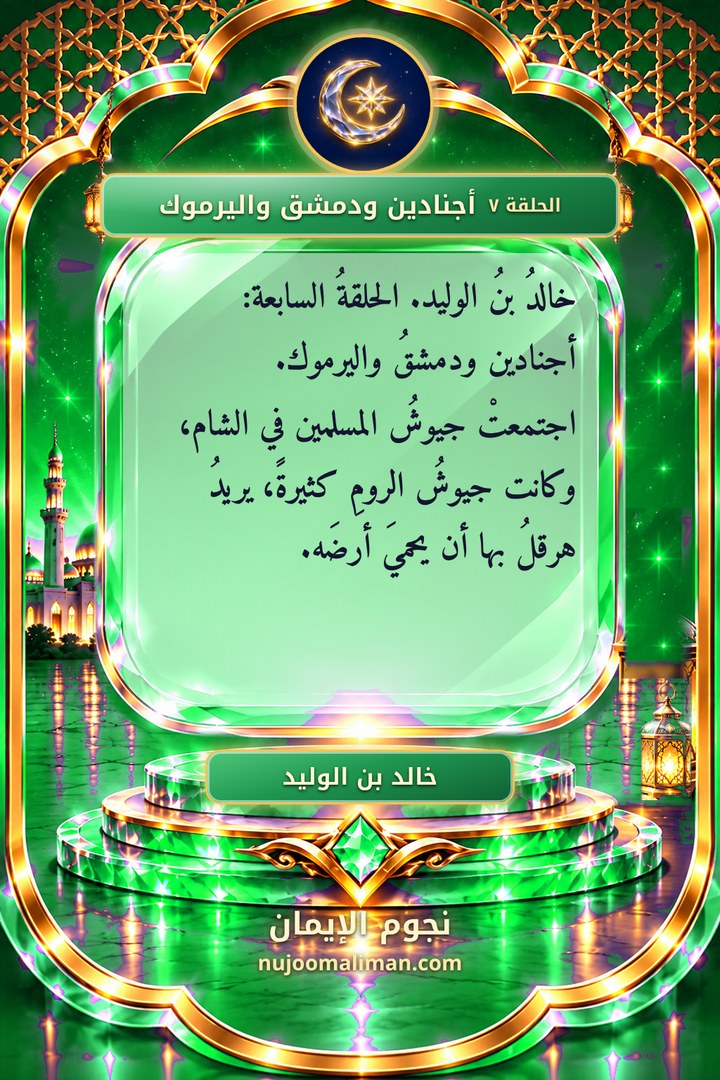 الحلقة ٧ أجنادين ودمشق واليرموك
خالدُ بنُ الوليد. الحلقةُ السابعة:
أجنادين ودمشقُ واليرموك.
اجتمعتْ جيوشُ المسلمين في الشام،
وكانت جيوشُ الرومِ كثيرةً، يريدُ
هرقلُ بها أن يحميَ أرضَه.
خالد بن الوليد
نجوم الإيمان
nujoomaliman.com